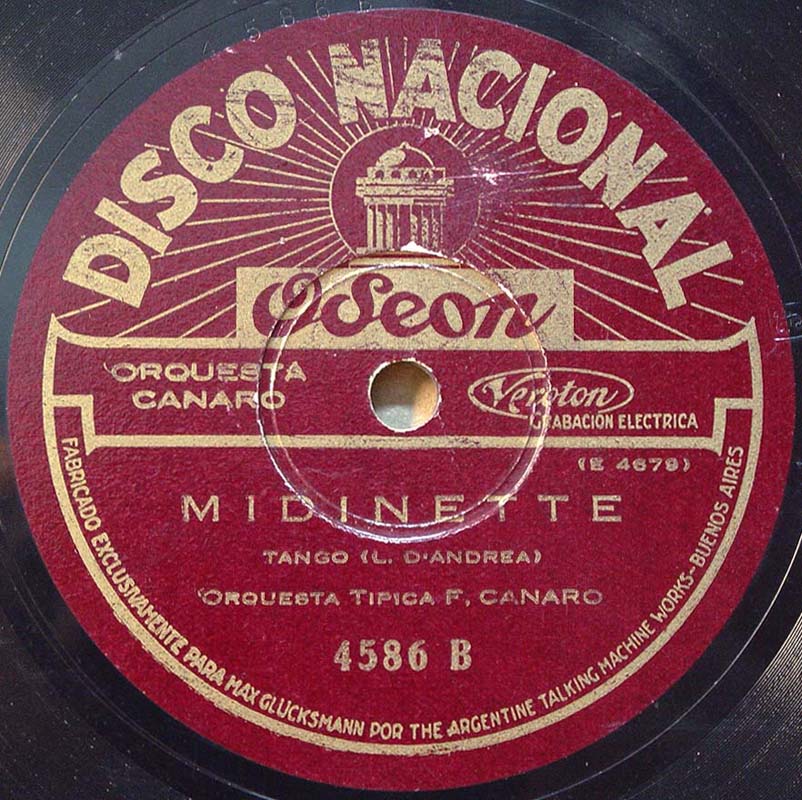 DISCO NACIONAL
Odeon
ORQUESTA
CANARO
Veroton
GRABACIÓN ELECTRICA
(E 4679)
MIDINETTE
TANGO (L. D'ANDREA)
ORQUESTA TIPICA F, CANARO
4586 B
FABRICADO EXCLUSIVAMENTE PARA MAX GLUCKSMANN POR THE ARGENTINE TALKING MACHINE WORKS-BUENOS AIRES